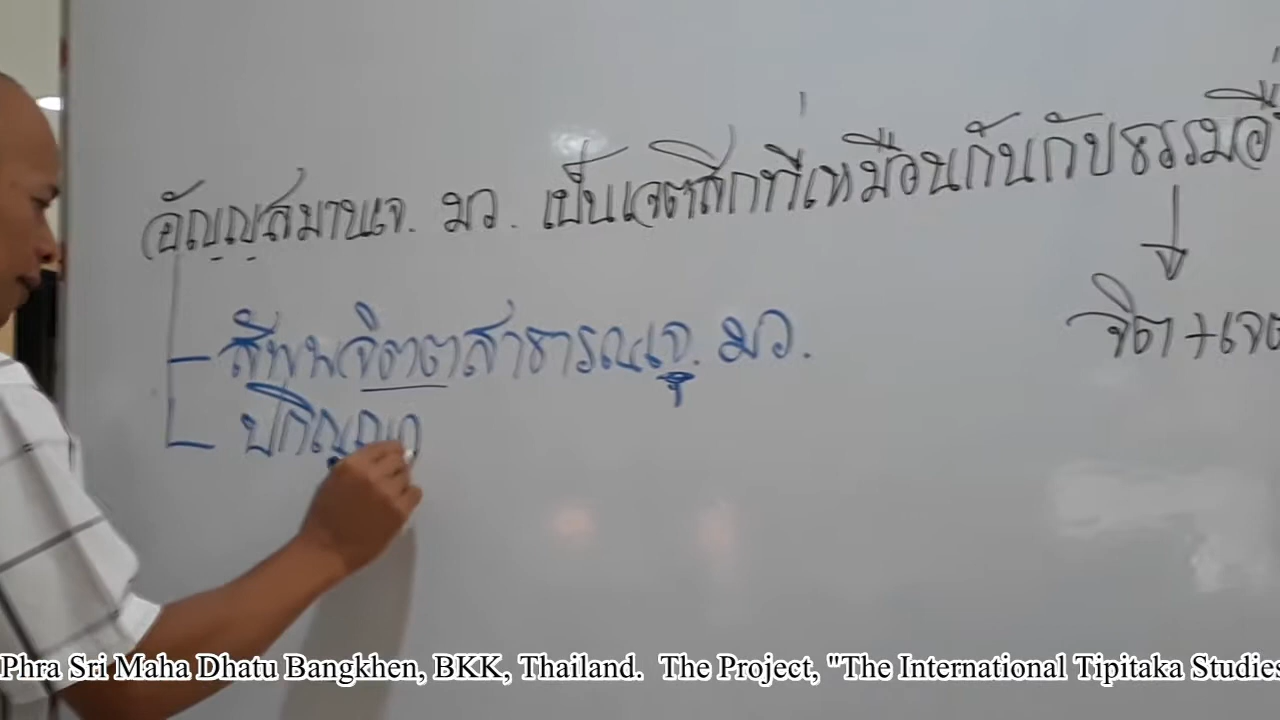 อัญญสมานเจ. มว. เป็นเจตสิกที่เหมือนกันกับธรรมอื่
จิต + เจต
- สัพพจิตตสาธารณเจ. มว.
- ปกิณณ
Phra Sri Maha Dhatu Bangkhen, BKK, Thailand. The Project, "The International Tipitaka Studies